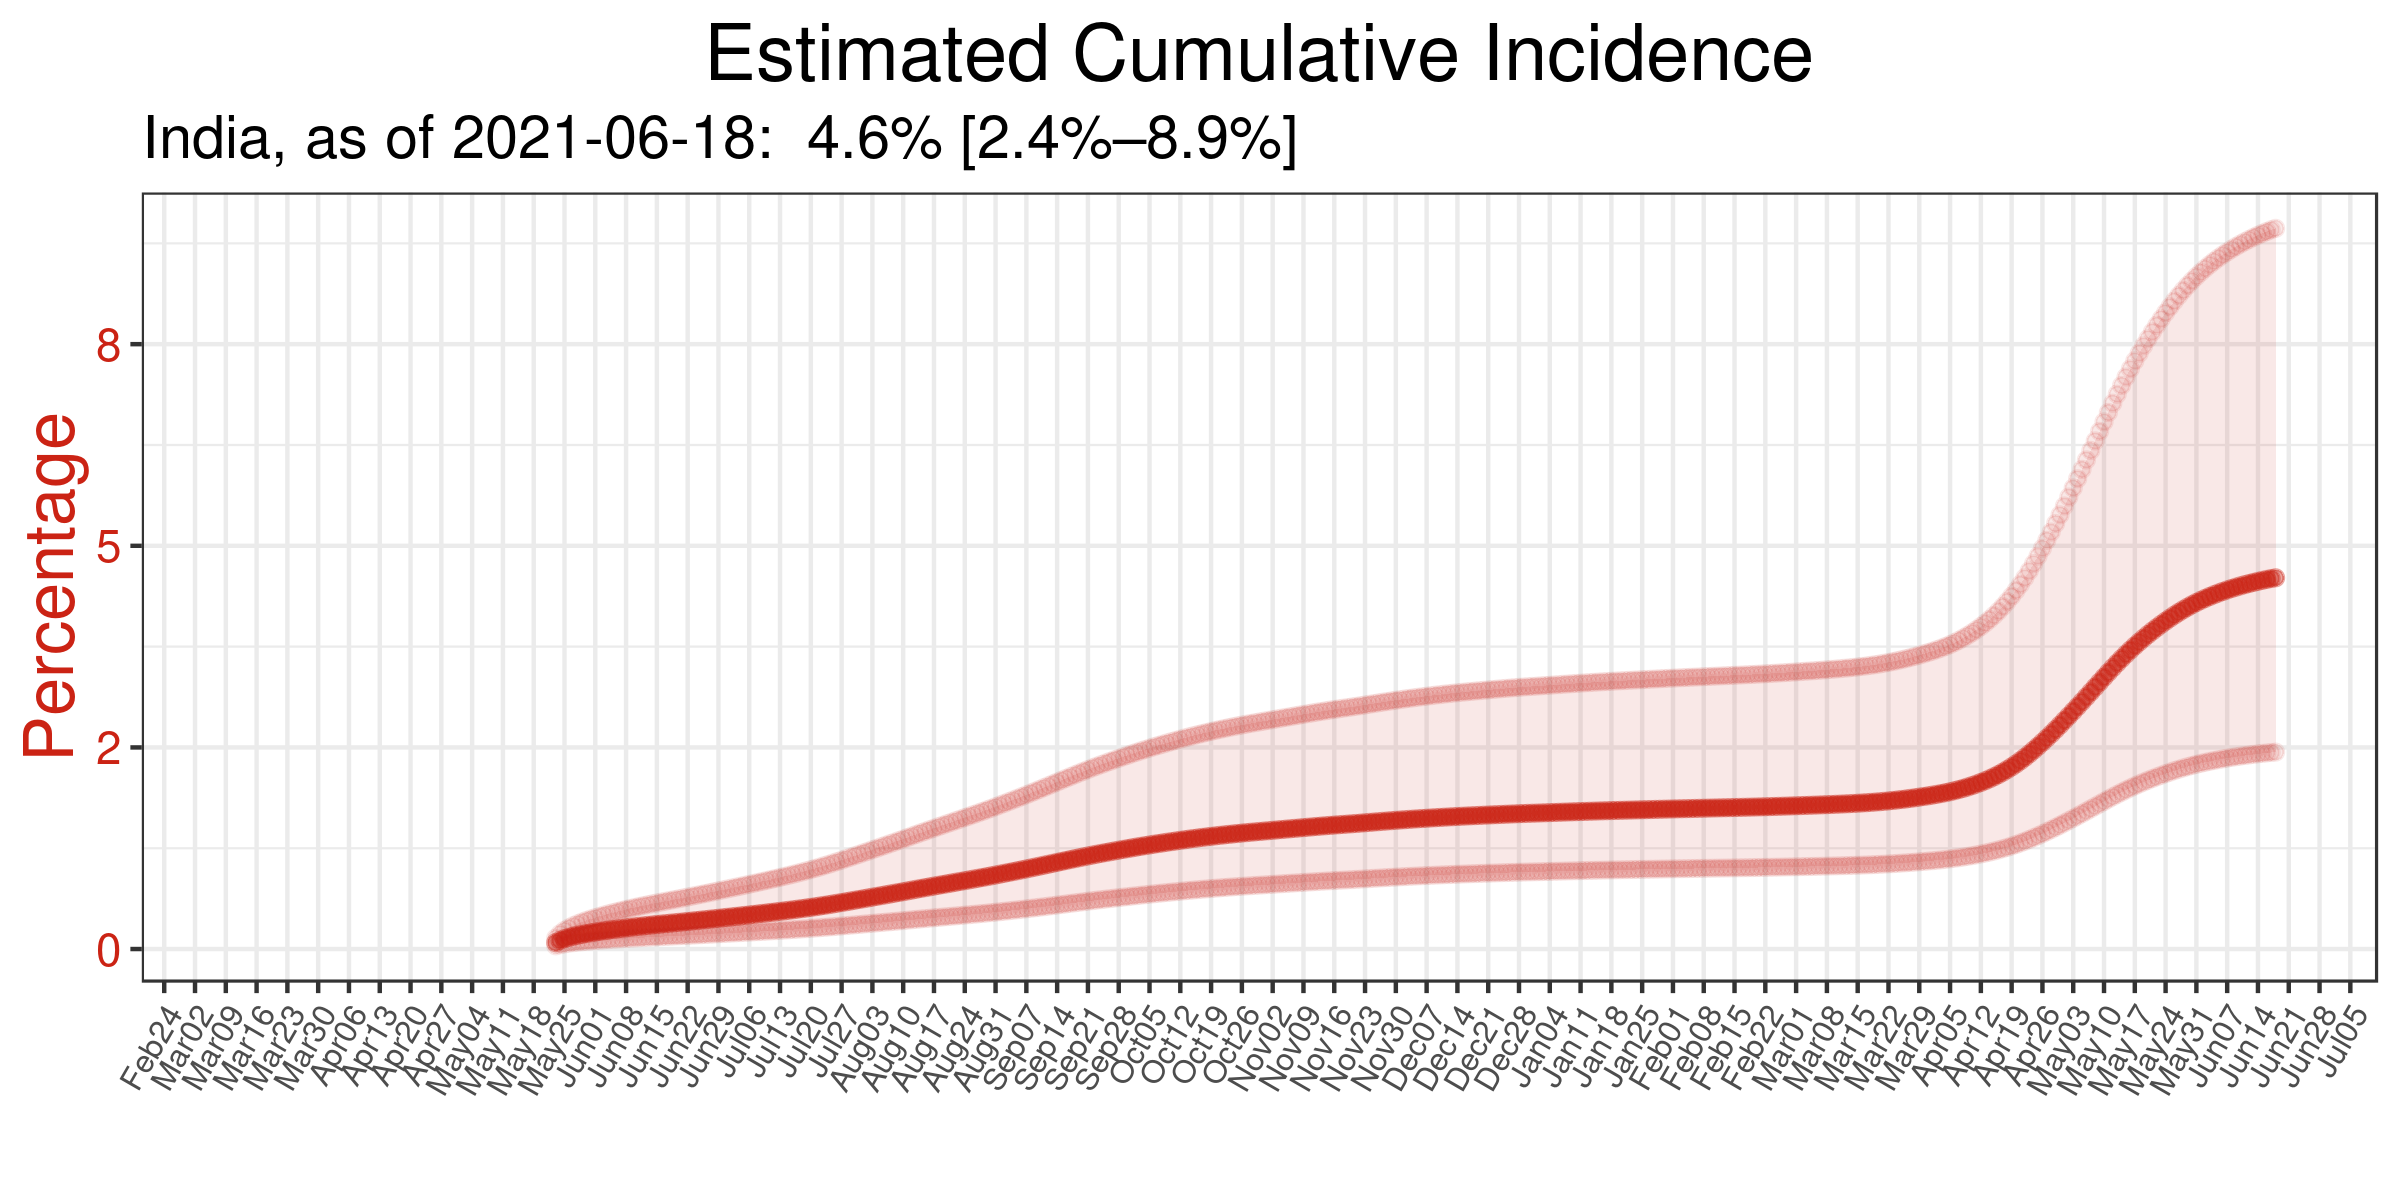 Estimated Cumulative Incidence
India, as of 2021-06-18:  4.6% [2.4%–8.9%]
Percentage
8
5
2
0
Feb24
Mar02
Mar09
Mar16
Mar23
Mar30
Apr06
Apr13
Apr20
Apr27
May04
May11
May18
May25
Jun01
Jun08
Jun15
Jun22
Jun29
Jul06
Jul13
Jul20
Jul27
Aug03
Aug10
Aug17
Aug24
Aug31
Sep07
Sep14
Sep21
Sep28
Oct05
Oct12
Oct19
Oct26
Nov02
Nov09
Nov16
Nov23
Nov30
Dec07
Dec14
Dec21
Dec28
Jan04
Jan11
Jan18
Jan25
Feb01
Feb08
Feb15
Feb22
Mar01
Mar08
Mar15
Mar22
Mar29
Apr05
Apr12
Apr19
Apr26
May03
May10
May17
May24
May31
Jun07
Jun14
Jun21
Jun28
Jul05